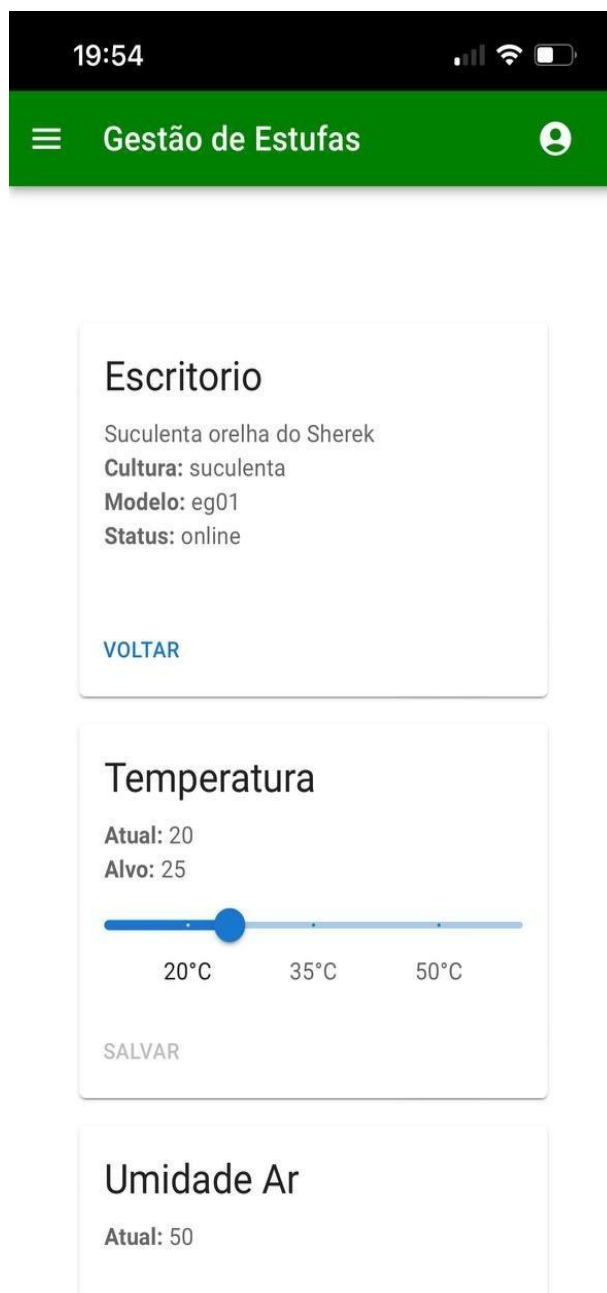 19:54
Gestão de Estufas
Escritorio
Suculenta orelha do Sherek
Cultura: suculenta
Modelo: eg01
Status: online
VOLTAR
Temperatura
Atual: 20
Alvo: 25
20°C 35°C 50°C
SALVAR
Umidade Ar
Atual: 50